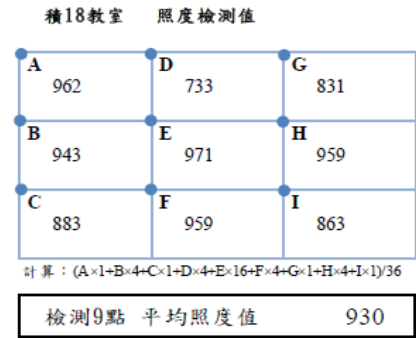 積18教室 照度檢測值
A D G
962 733 831
B E H
943 971 959
C F I
883 959 863
計算：(A×1+B×4+C×1+D×4+E×16+F×4+G×1+H×4+I×1)/36
檢測9點 平均照度值 930